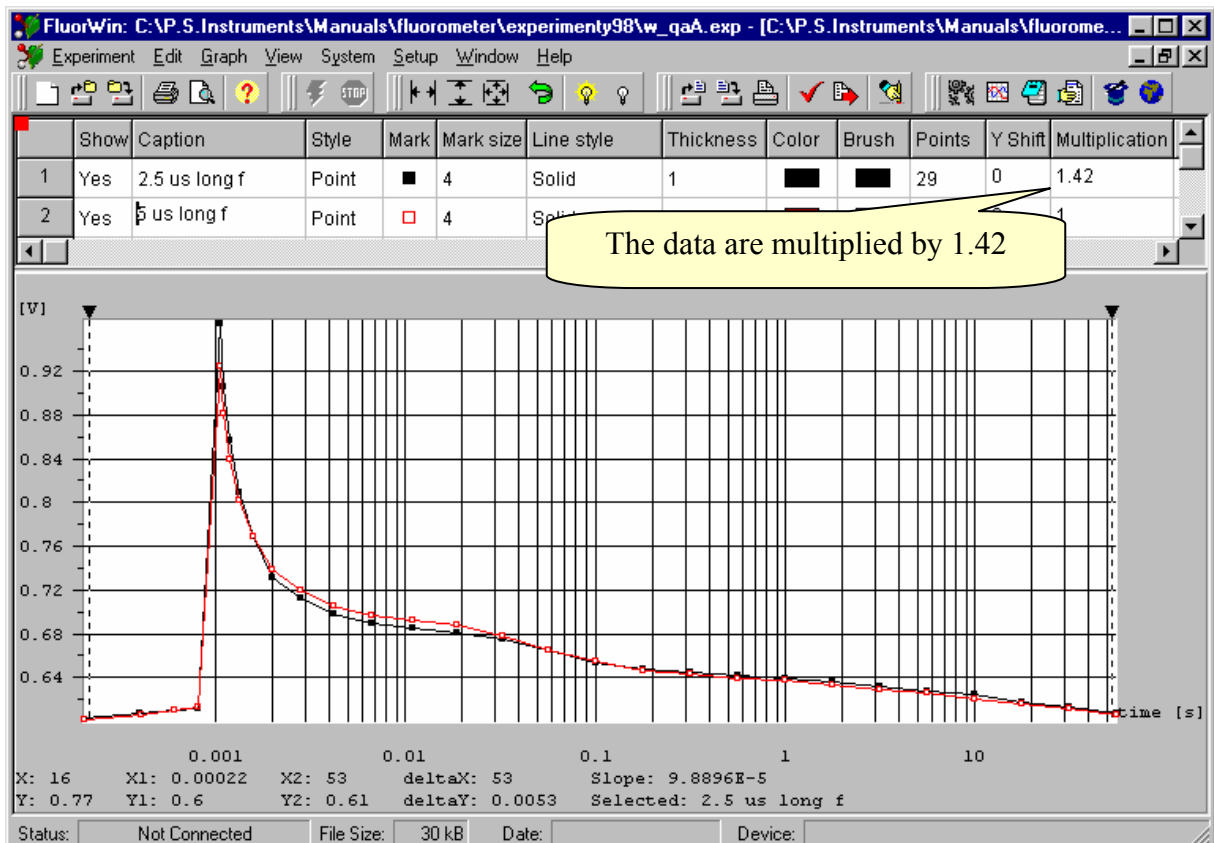 FluorWin: C:\P.S.Instruments\Manuals\fluorometer\experimenty98\w_qaA.exp - [C:\P.S.Instruments\Manuals\fluorome...
Experiment Edit Graph View System Setup Window Help
STOP
Show Caption Style Mark Mark size Line style Thickness Color Brush Points Y Shift Multiplication
1 Yes 2.5 us long f Point 4 Solid 1 29 0 1.42
2 Yes 5 us long f Point 4
The data are multiplied by 1.42
[V]
0.92
0.88
0.84
0.8
0.76
0.72
0.68
0.64
time [s]
0.001 0.01 0.1 1 10
X: 16 X1: 0.00022 X2: 53 deltaX: 53 Slope: 9.8896E-5
Y: 0.77 Y1: 0.6 Y2: 0.61 deltaY: 0.0053 Selected: 2.5 us long f
Status: Not Connected File Size: 30 kB Date: Device: